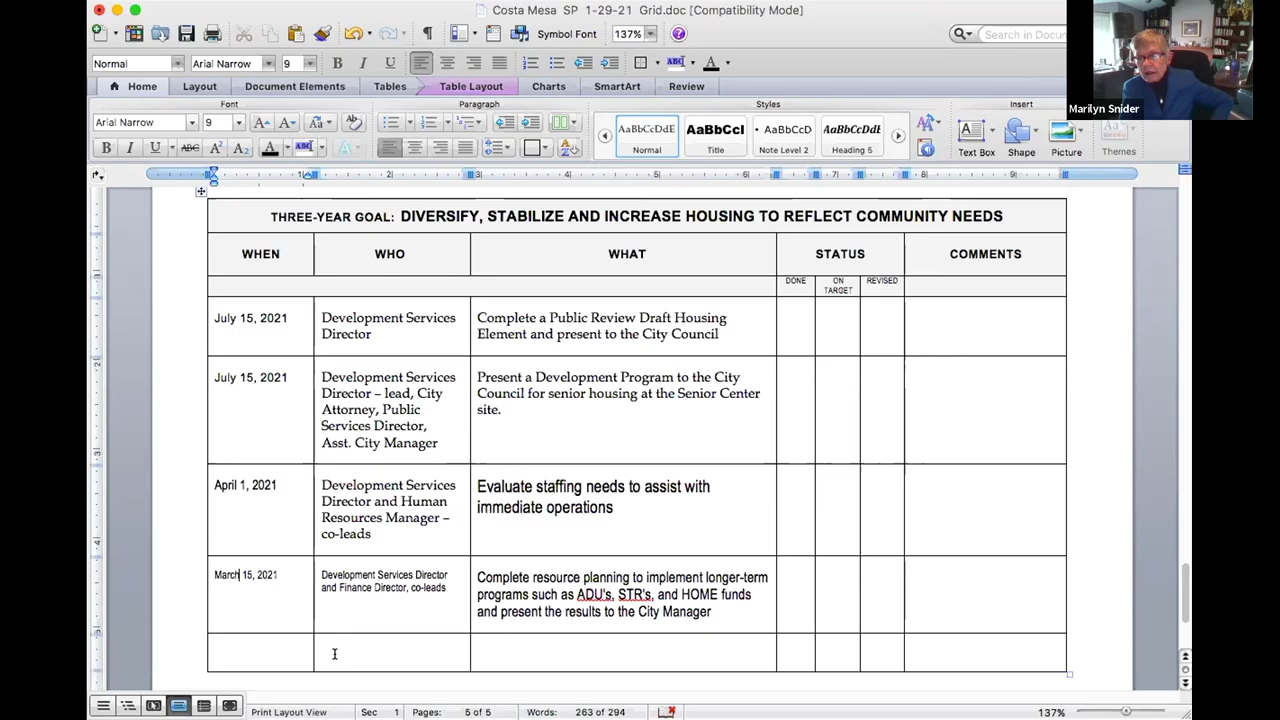 Costa Mesa SP 1-29-21 Grid.doc [Compatibility Mode]
Symbol Font 137% Search in Docum
Normal Arial Narrow 9
Home Layout Document Elements Tables Table Layout Charts SmartArt Review
Font Paragraph Styles Insert
Arial Narrow 9 AaBbCcDdE AaBbCcI AaBbCcD AaBbCcDdE
Normal Title Note Level 2 Heading 5 Text Box Shape Picture Themes
Marilyn Snider
THREE-YEAR GOAL: DIVERSIFY, STABILIZE AND INCREASE HOUSING TO REFLECT COMMUNITY NEEDS
WHEN WHO WHAT STATUS COMMENTS
DONE ON TARGET REVISED
July 15, 2021
Development Services
Director
Complete a Public Review Draft Housing
Element and present to the City Council
July 15, 2021
Development Services
Director – lead, City
Attorney, Public
Services Director,
Asst. City Manager
Present a Development Program to the City
Council for senior housing at the Senior Center
site.
April 1, 2021
Development Services
Director and Human
Resources Manager –
co-leads
Evaluate staffing needs to assist with
immediate operations
March 15, 2021
Development Services Director
and Finance Director, co-leads
Complete resource planning to implement longer-term
programs such as ADU's, STR's, and HOME funds
and present the results to the City Manager
Print Layout View Sec 1 Pages: 5 of 5 Words: 263 of 294 137%